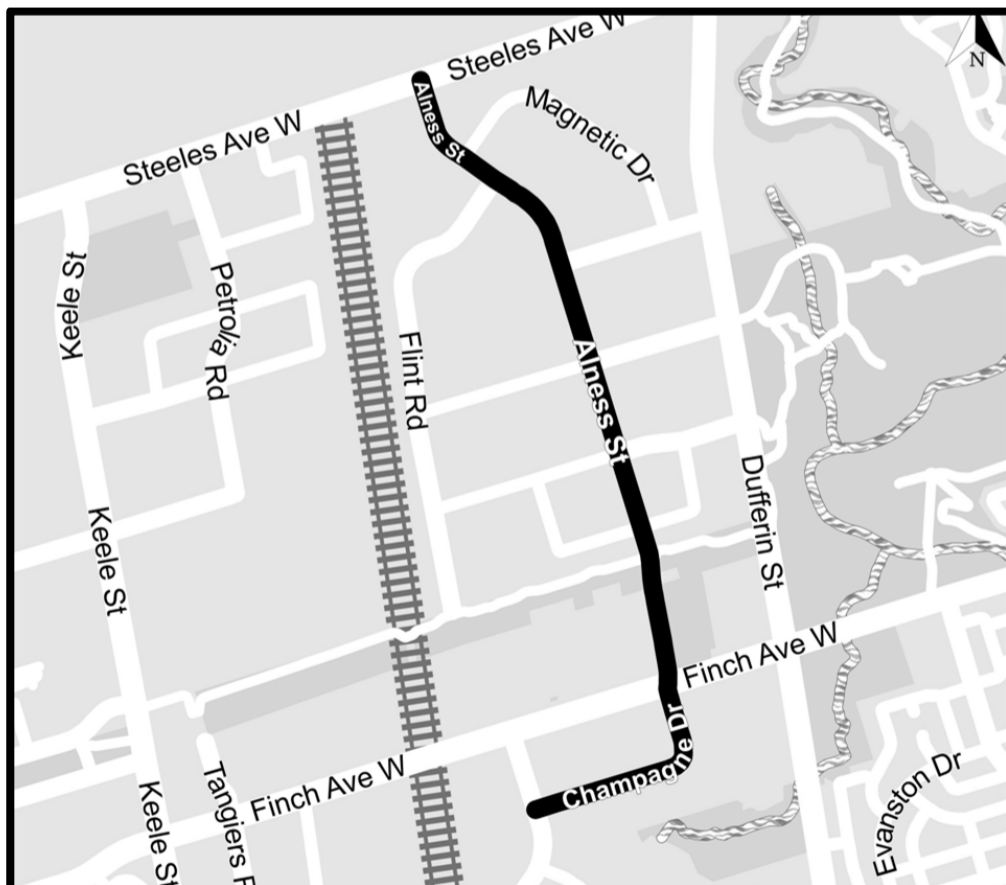 Steeles Ave W
N
Alness St
Magnetic Dr
Steeles Ave W
Keele St
Petrolia Rd
Flint Rd
Alness St
Dufferin St
Keele St
Finch Ave W
Champagne Dr
Finch Ave W
Evanston Dr
Keele St
Tangiers